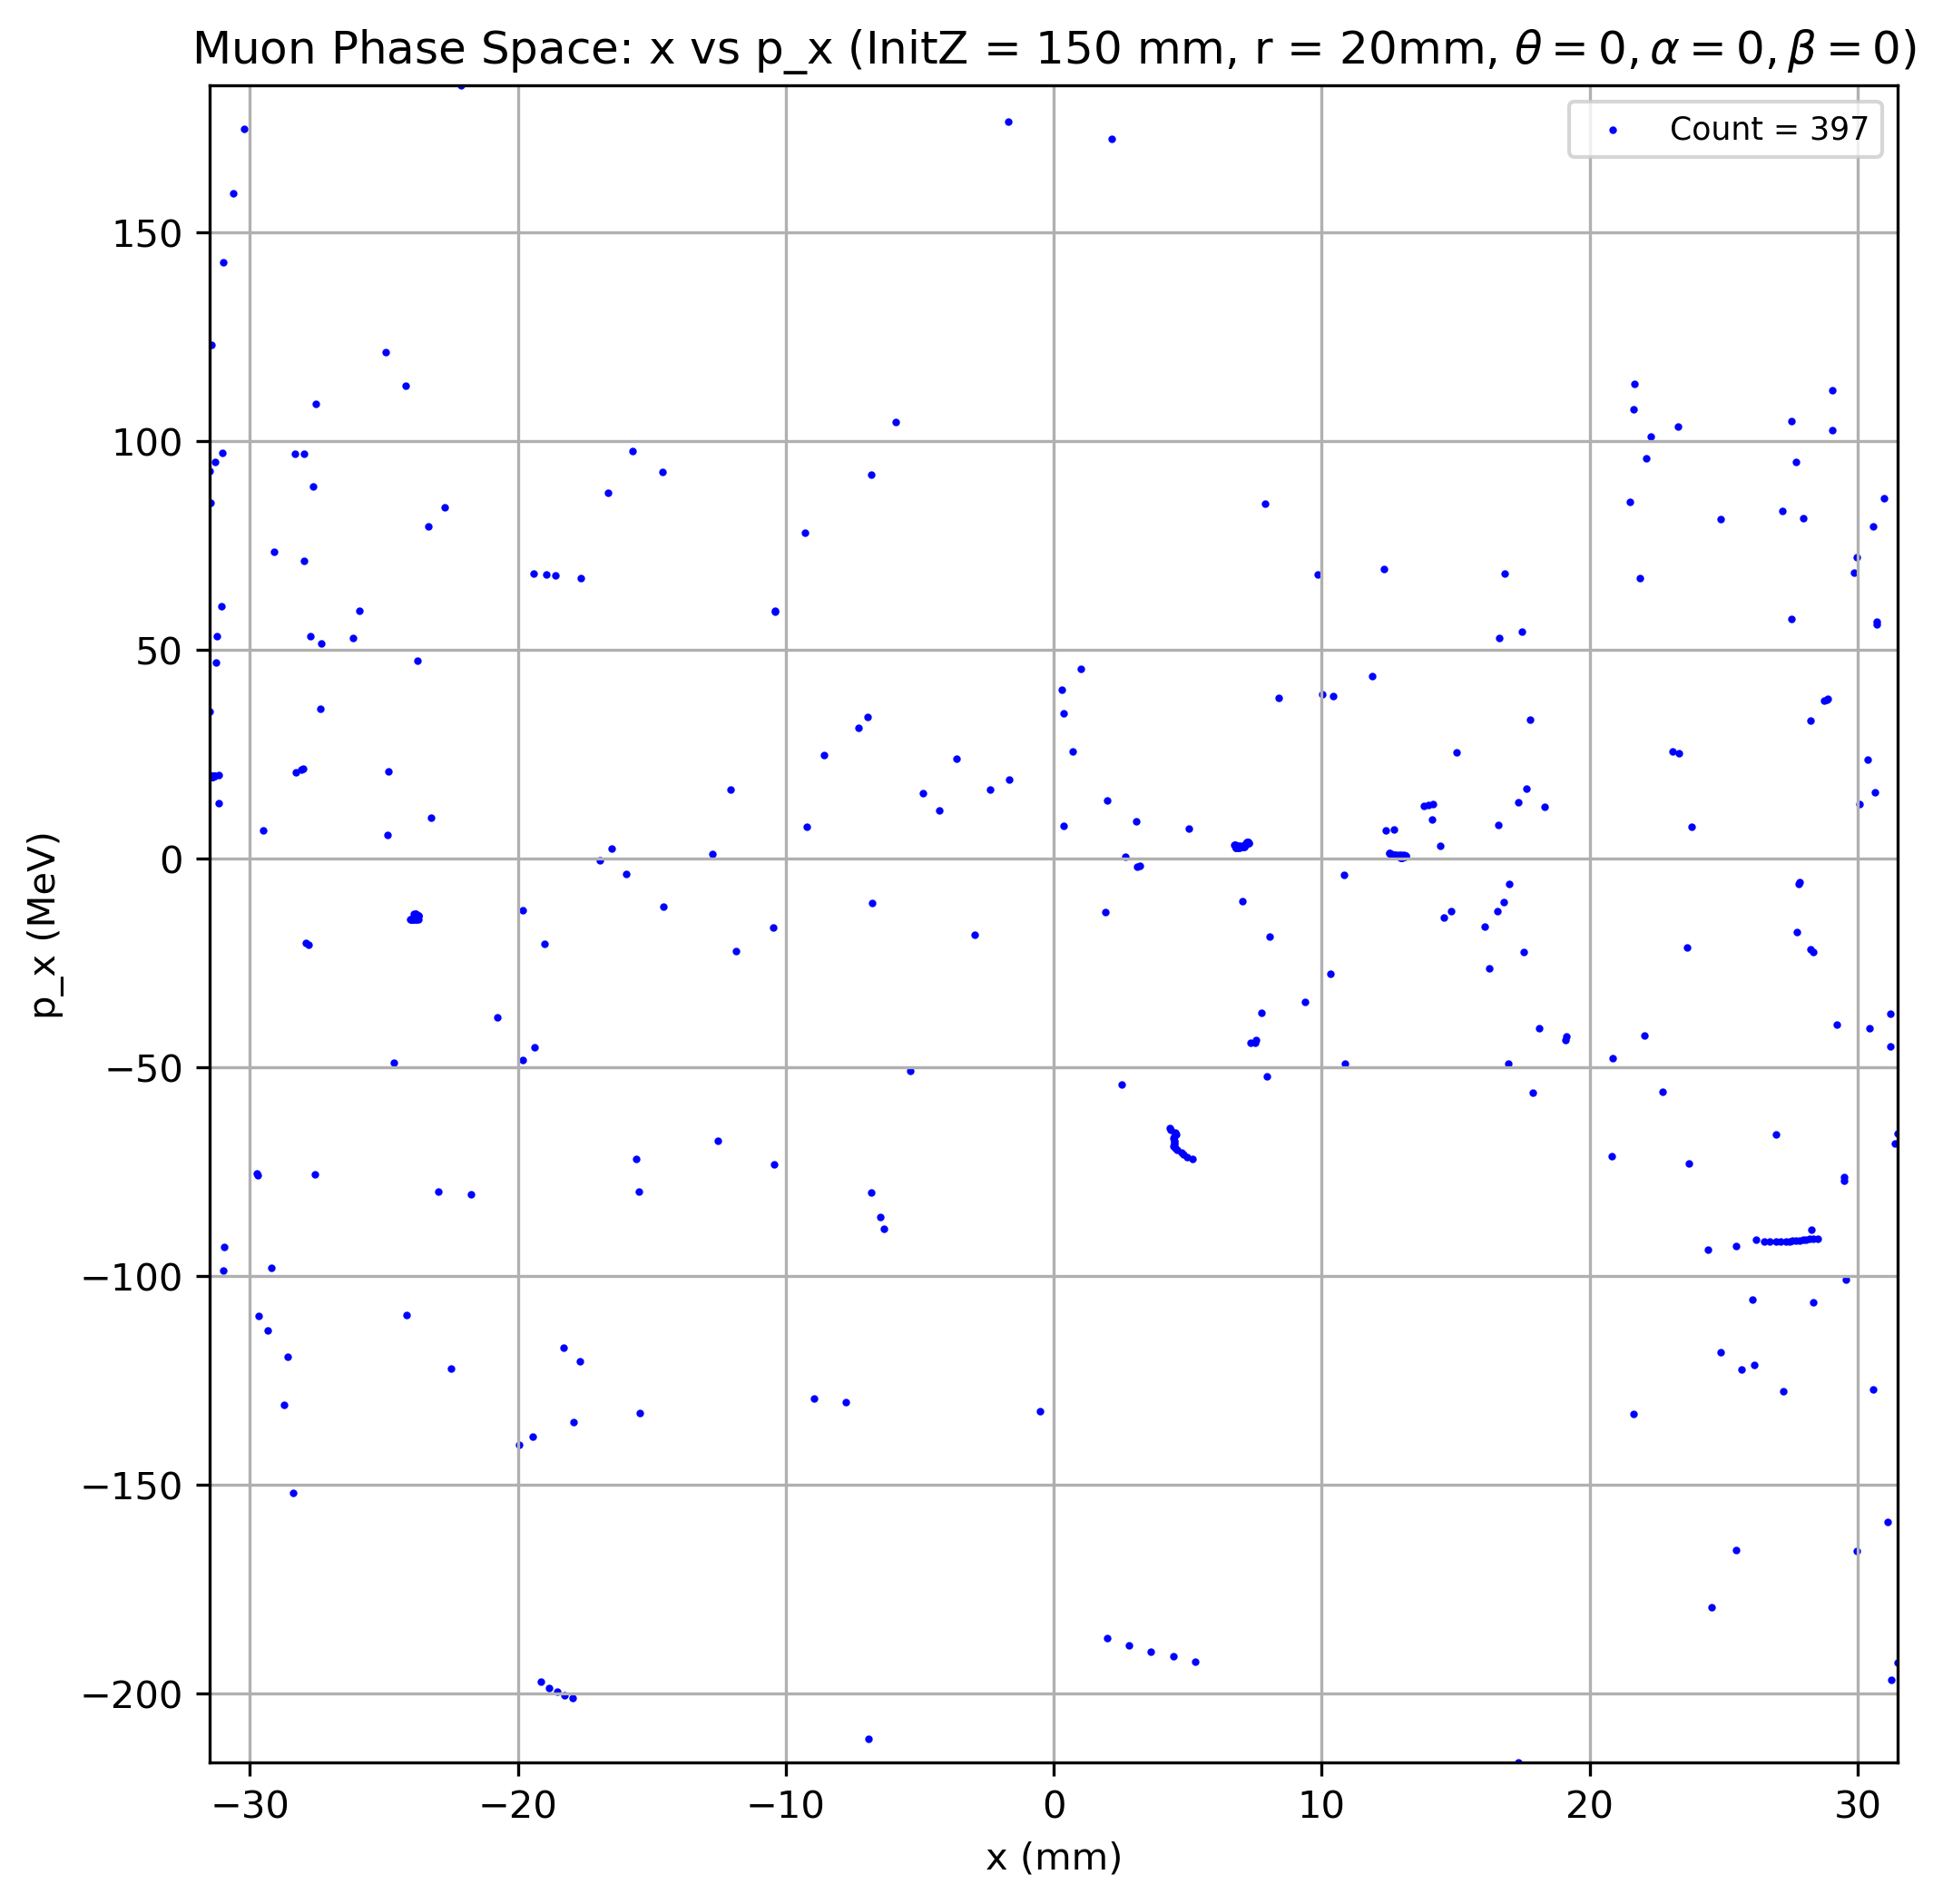 Muon Phase Space: x vs p_x (InitZ = 150 mm, r = 20mm, θ = 0, α = 0, β = 0)
Count = 397
150
100
50
0
−50
−100
−150
−200
p_x (MeV)
−30 −20 −10 0 10 20 30
x (mm)